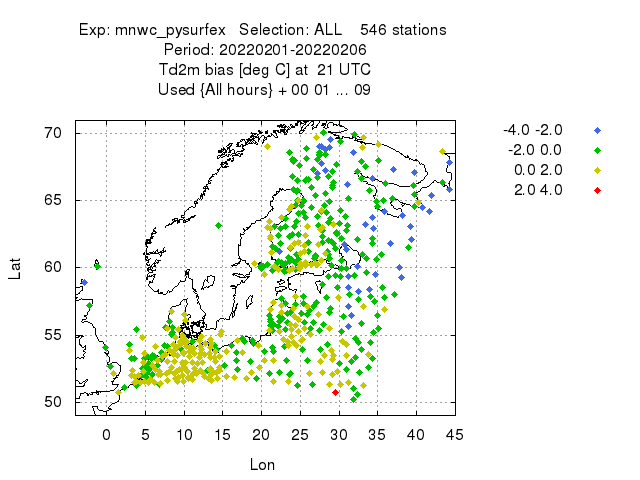 Exp: mnwc_pysurfex   Selection: ALL    546 stations
Period: 20220201-20220206
Td2m bias [deg C] at  21 UTC
Used {All hours} + 00 01 ... 09
-4.0 -2.0
-2.0 0.0
0.0 2.0
2.0 4.0
70
65
60
55
50
Lat
0 5 10 15 20 25 30 35 40 45
Lon